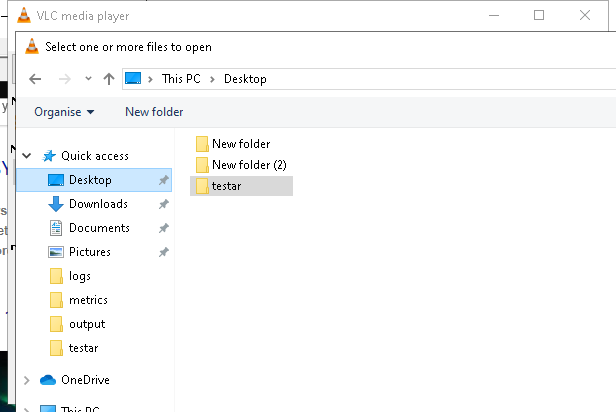 VLC media player
Select one or more files to open
This PC > Desktop
Organise New folder
New folder
New folder (2)
testar
Quick access
Desktop
Downloads
Documents
Pictures
logs
metrics
output
testar
OneDrive
This PC